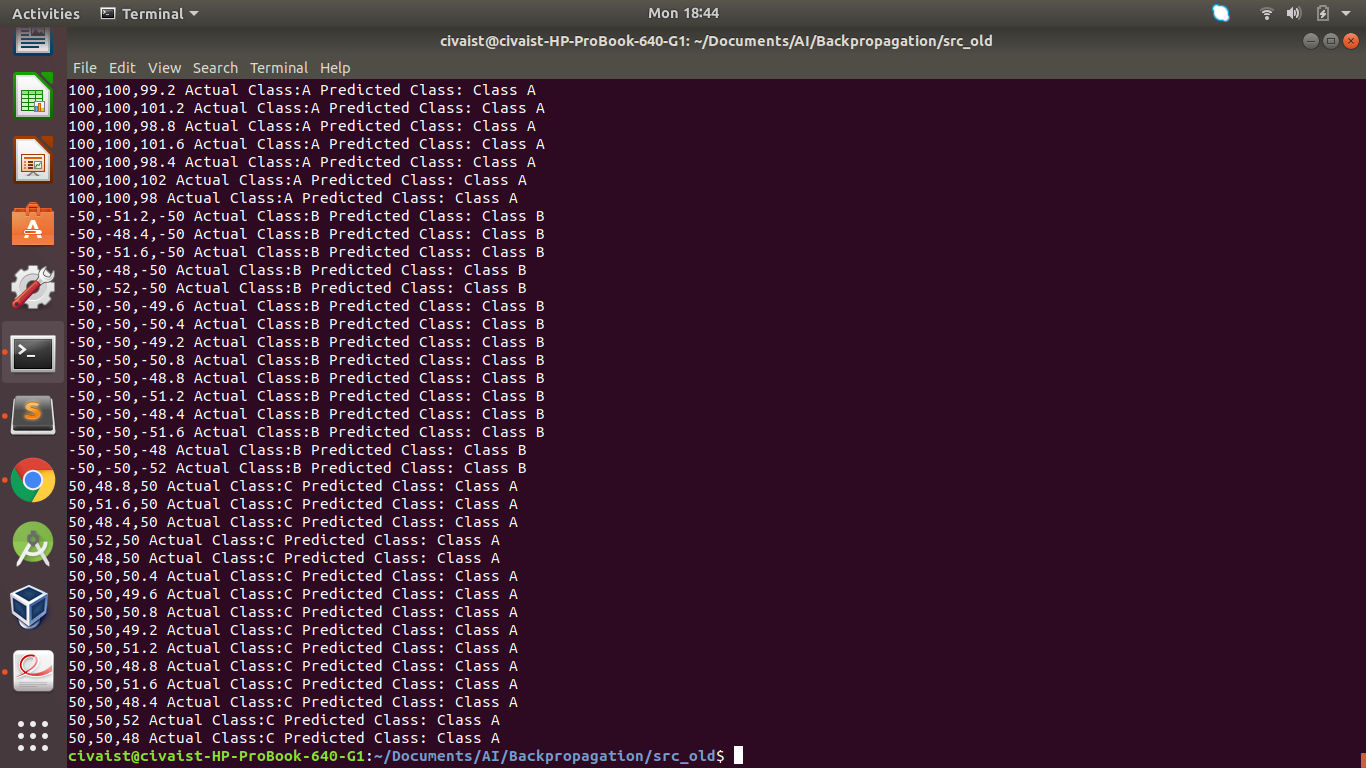 Activities
Terminal
Mon 18:44
civaist@civaist-HP-ProBook-640-G1: ~/Documents/AI/Backpropagation/src_old
File Edit View Search Terminal Help
100,100,99.2 Actual Class:A Predicted Class: Class A
100,100,101.2 Actual Class:A Predicted Class: Class A
100,100,98.8 Actual Class:A Predicted Class: Class A
100,100,101.6 Actual Class:A Predicted Class: Class A
100,100,98.4 Actual Class:A Predicted Class: Class A
100,100,102 Actual Class:A Predicted Class: Class A
100,100,98 Actual Class:A Predicted Class: Class A
-50,-51.2,-50 Actual Class:B Predicted Class: Class B
-50,-48.4,-50 Actual Class:B Predicted Class: Class B
-50,-51.6,-50 Actual Class:B Predicted Class: Class B
-50,-48,-50 Actual Class:B Predicted Class: Class B
-50,-52,-50 Actual Class:B Predicted Class: Class B
-50,-50,-49.6 Actual Class:B Predicted Class: Class B
-50,-50,-50.4 Actual Class:B Predicted Class: Class B
-50,-50,-49.2 Actual Class:B Predicted Class: Class B
-50,-50,-50.8 Actual Class:B Predicted Class: Class B
-50,-50,-48.8 Actual Class:B Predicted Class: Class B
-50,-50,-51.2 Actual Class:B Predicted Class: Class B
-50,-50,-48.4 Actual Class:B Predicted Class: Class B
-50,-50,-51.6 Actual Class:B Predicted Class: Class B
-50,-50,-48 Actual Class:B Predicted Class: Class B
-50,-50,-52 Actual Class:B Predicted Class: Class B
50,48.8,50 Actual Class:C Predicted Class: Class A
50,51.6,50 Actual Class:C Predicted Class: Class A
50,48.4,50 Actual Class:C Predicted Class: Class A
50,52,50 Actual Class:C Predicted Class: Class A
50,48,50 Actual Class:C Predicted Class: Class A
50,50,50.4 Actual Class:C Predicted Class: Class A
50,50,49.6 Actual Class:C Predicted Class: Class A
50,50,50.8 Actual Class:C Predicted Class: Class A
50,50,49.2 Actual Class:C Predicted Class: Class A
50,50,51.2 Actual Class:C Predicted Class: Class A
50,50,48.8 Actual Class:C Predicted Class: Class A
50,50,51.6 Actual Class:C Predicted Class: Class A
50,50,48.4 Actual Class:C Predicted Class: Class A
50,50,52 Actual Class:C Predicted Class: Class A
50,50,48 Actual Class:C Predicted Class: Class A
civaist@civaist-HP-ProBook-640-G1:~/Documents/AI/Backpropagation/src_old$